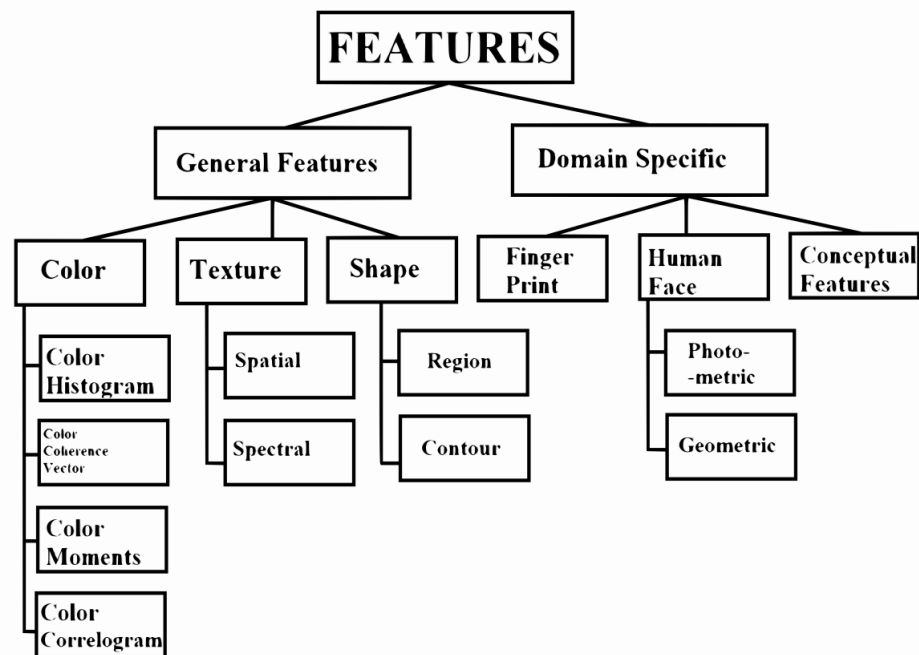 FEATURES
General Features
Domain Specific
Color
Texture
Shape
Finger
Print
Human
Face
Conceptual
Features
Color
Histogram
Color
Coherence
Vector
Color
Moments
Color
Correlogram
Spatial
Spectral
Region
Contour
Photo-
-metric
Geometric